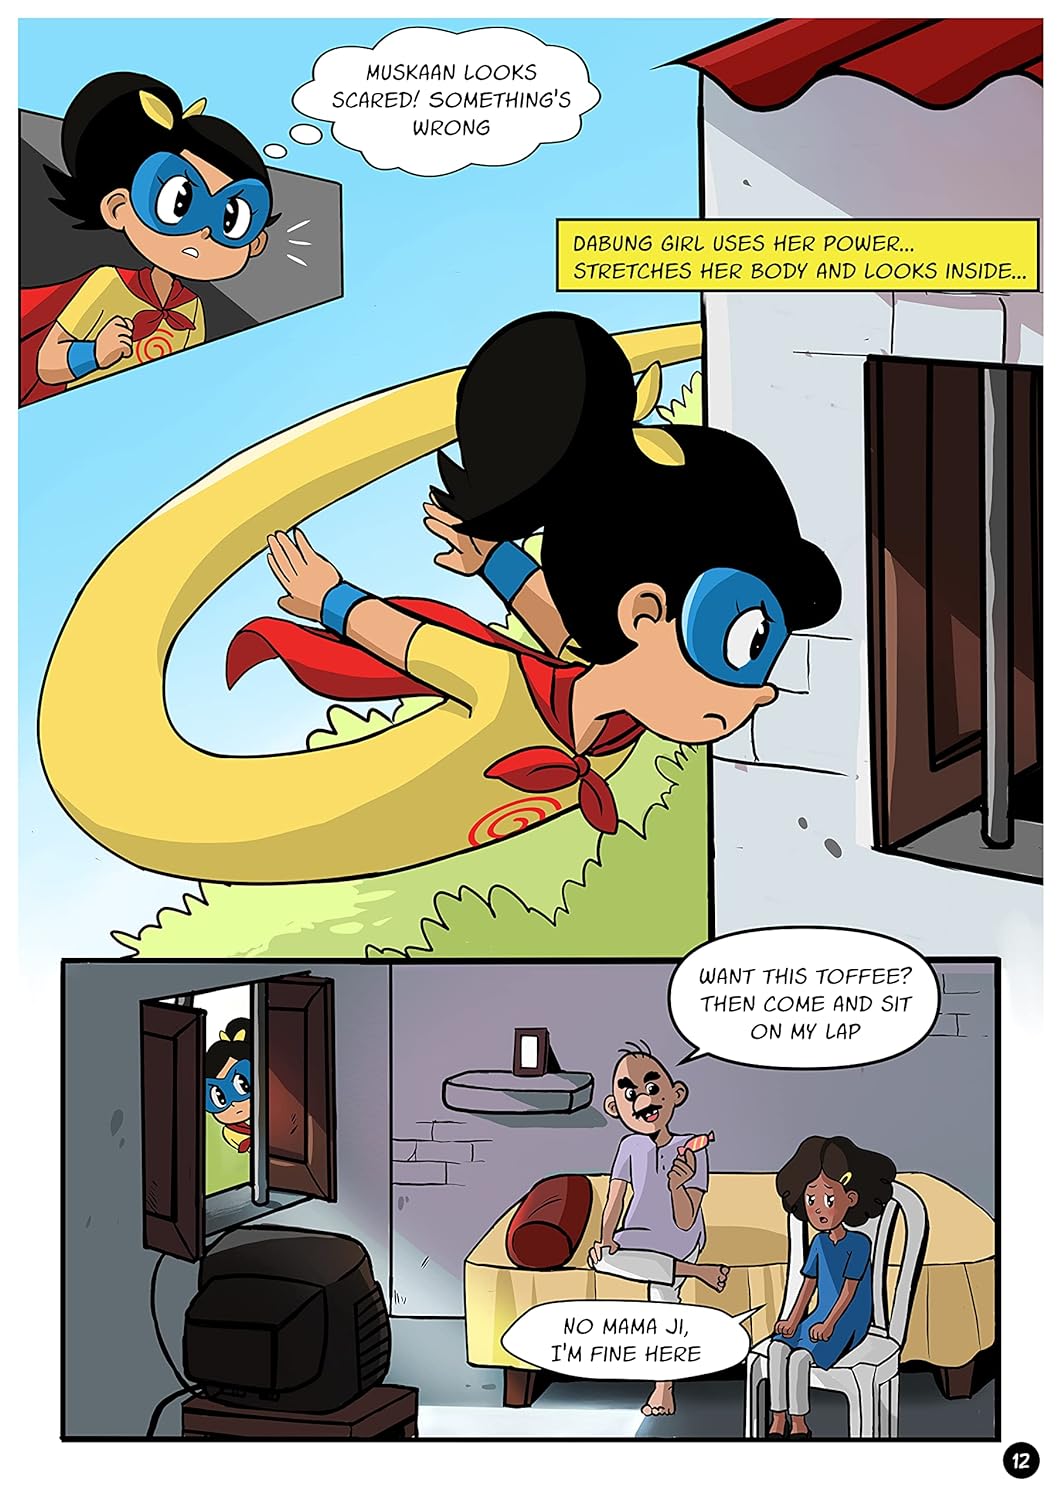 MUSKAAN LOOKS
SCARED! SOMETHING'S
WRONG
DABUNG GIRL USES HER POWER...
STRETCHES HER BODY AND LOOKS INSIDE...
WANT THIS TOFFEE?
THEN COME AND SIT
ON MY LAP
NO MAMA JI,
I'M FINE HERE
12